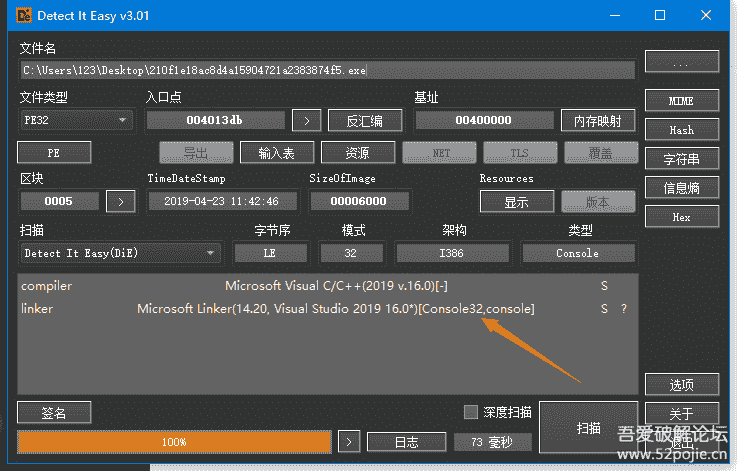 Detect It Easy v3.01
文件名
C:\Users\123\Desktop\210f1e18ac8d4a15904721a2383874f5.exe
...
文件类型 入口点 基址
PE32 004013db > 反汇编 00400000 内存映射 MIME
Hash
PE 导出 输入表 资源 NET TLS 覆盖
字符串
区块 TimeDateStamp SizeOfImage Resources
信息熵
0005 > 2019-04-23 11:42:46 00006000 显示 版本
Hex
扫描 字节序 模式 架构 类型
Detect It Easy(DiE) LE 32 I386 Console
compiler Microsoft Visual C/C++(2019 v.16.0)[-] S
linker Microsoft Linker(14.20, Visual Studio 2019 16.0*)[Console32,console] S ?
选项
签名 深度扫描 扫描 关于
100% > 日志 73 毫秒 退出
吾爱破解论坛
www.52pojie.cn